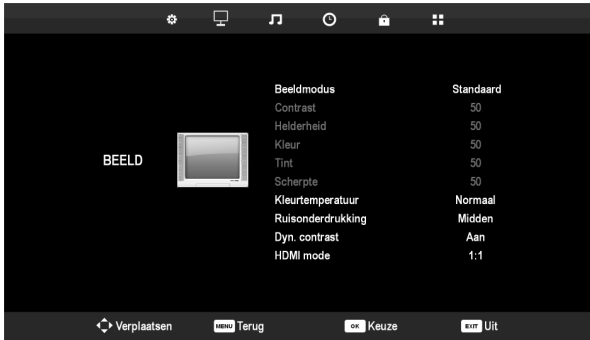 BEELD
Beeldmodus Standaard
Contrast 50
Helderheid 50
Kleur 50
Tint 50
Scherpte 50
Kleurtemperatuur Normaal
Ruisonderdrukking Midden
Dyn. contrast Aan
HDMI mode 1:1
Verplaatsen MENU Terug OK Keuze EXIT Uit